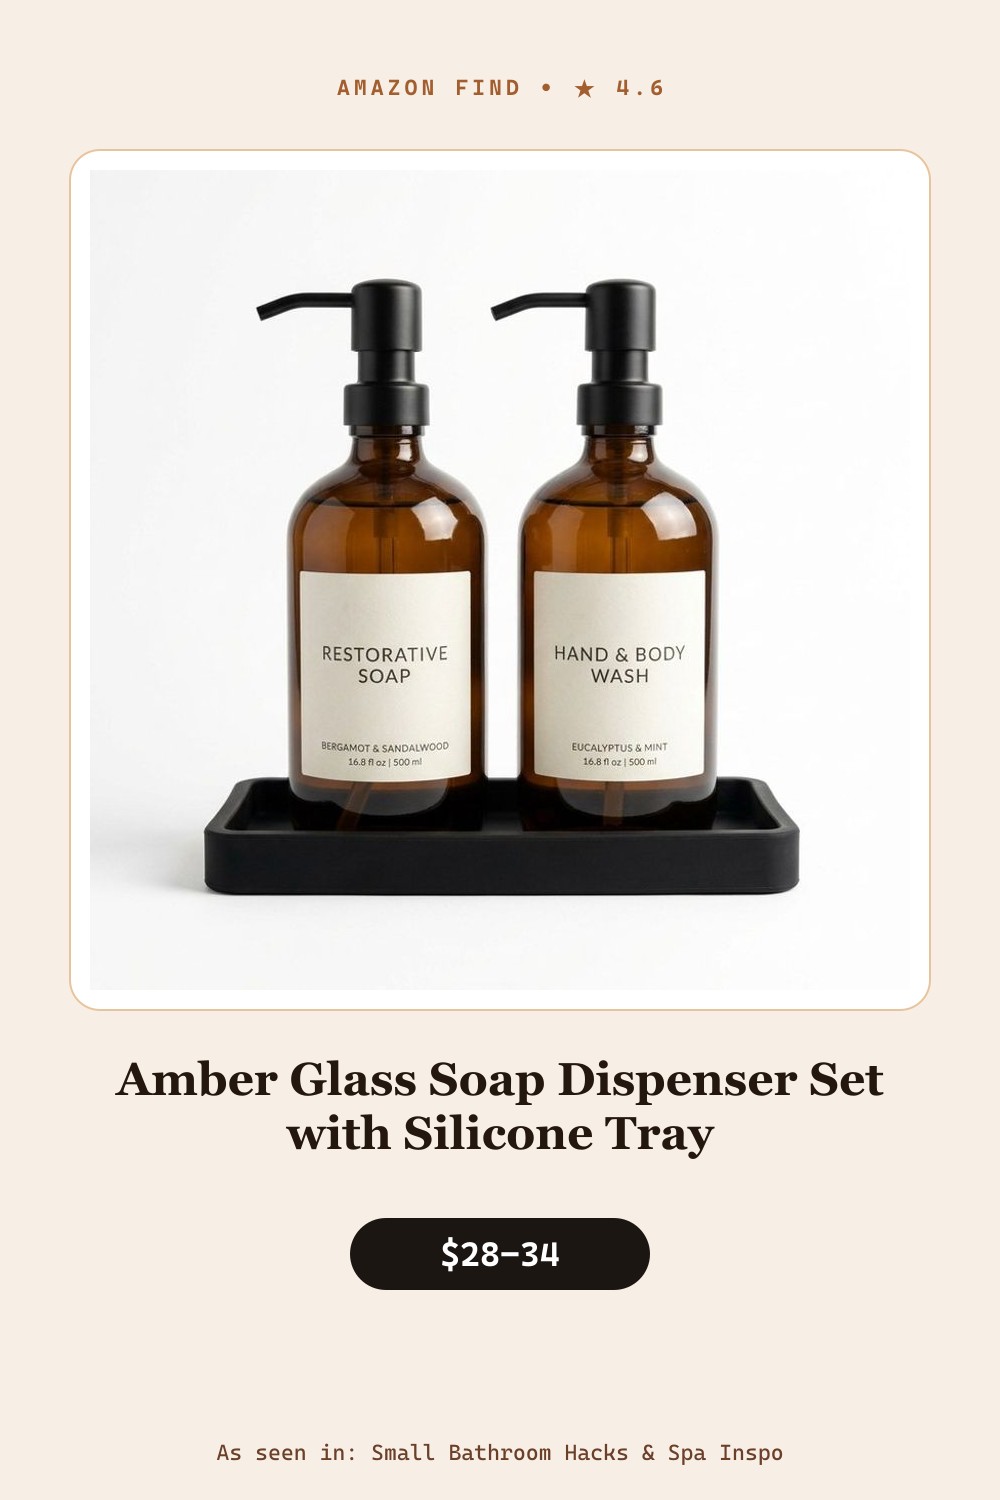 AMAZON FIND • ★ 4.6
RESTORATIVE
SOAP
BERGAMOT & SANDALWOOD
16.8 fl oz | 500 ml
HAND & BODY
WASH
EUCALYPTUS & MINT
16.8 fl oz | 500 ml
Amber Glass Soap Dispenser Set
with Silicone Tray
$28–34
As seen in: Small Bathroom Hacks & Spa Inspo